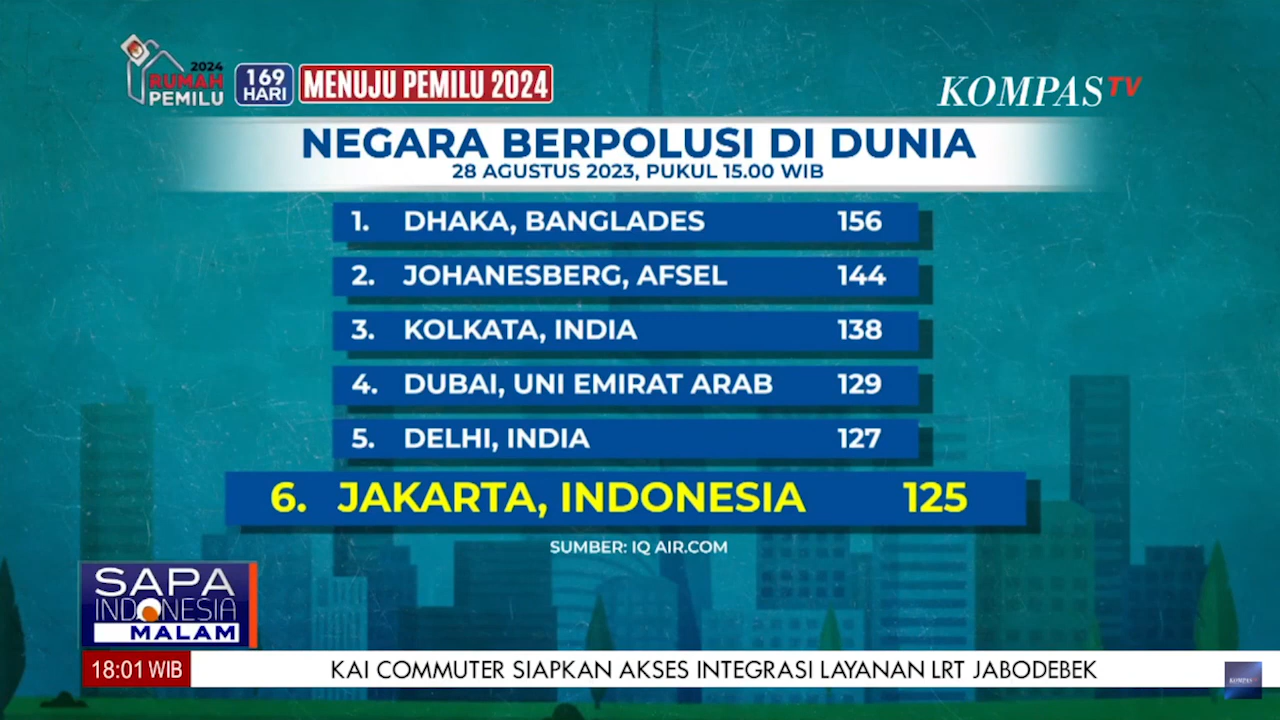 2024
RUMAH
PEMILU
169
HARI
MENUJU PEMILU 2024
KOMPASTV
NEGARA BERPOLUSI DI DUNIA
28 AGUSTUS 2023, PUKUL 15.00 WIB
1. DHAKA, BANGLADES 156
2. JOHANESBERG, AFSEL 144
3. KOLKATA, INDIA 138
4. DUBAI, UNI EMIRAT ARAB 129
5. DELHI, INDIA 127
6. JAKARTA, INDONESIA 125
SUMBER: IQ AIR.COM
SAPA
INDONESIA
MALAM
18:01 WIB
KAI COMMUTER SIAPKAN AKSES INTEGRASI LAYANAN LRT JABODEBEK
KOMPASTV